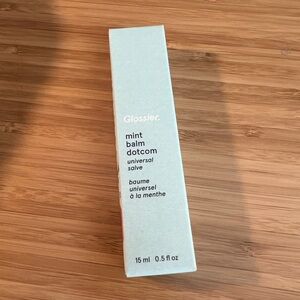 Glossier.
mint
balm
dotcom
universal
salve
baume
universel
à la menthe
15 ml 0.5 fl oz